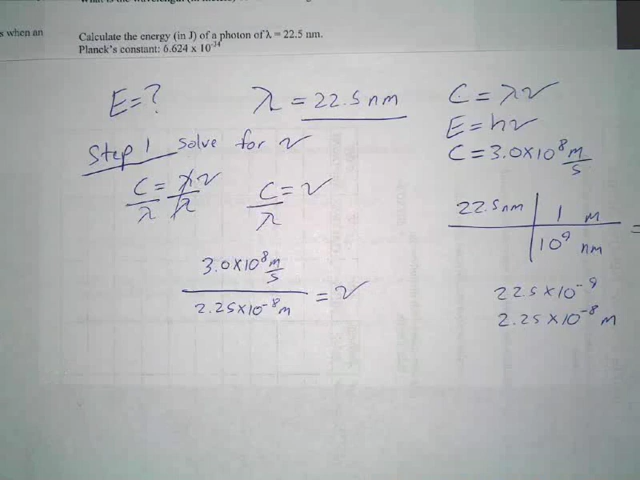 s when an
Calculate the energy (in J) of a photon of λ = 22.5 nm.
Planck's constant: 6.624 x 10⁻³⁴
E=?
λ = 22.5 nm
C = λν
E = hν
C = 3.0×10⁸ m/s
Step 1 solve for ν
C/λ = λν/λ
C/λ = ν
22.5 nm | 1 m
10⁹ nm =
3.0×10⁸ m/s
2.25×10⁻⁸ m = ν
22.5×10⁻⁹
2.25×10⁻⁸ m